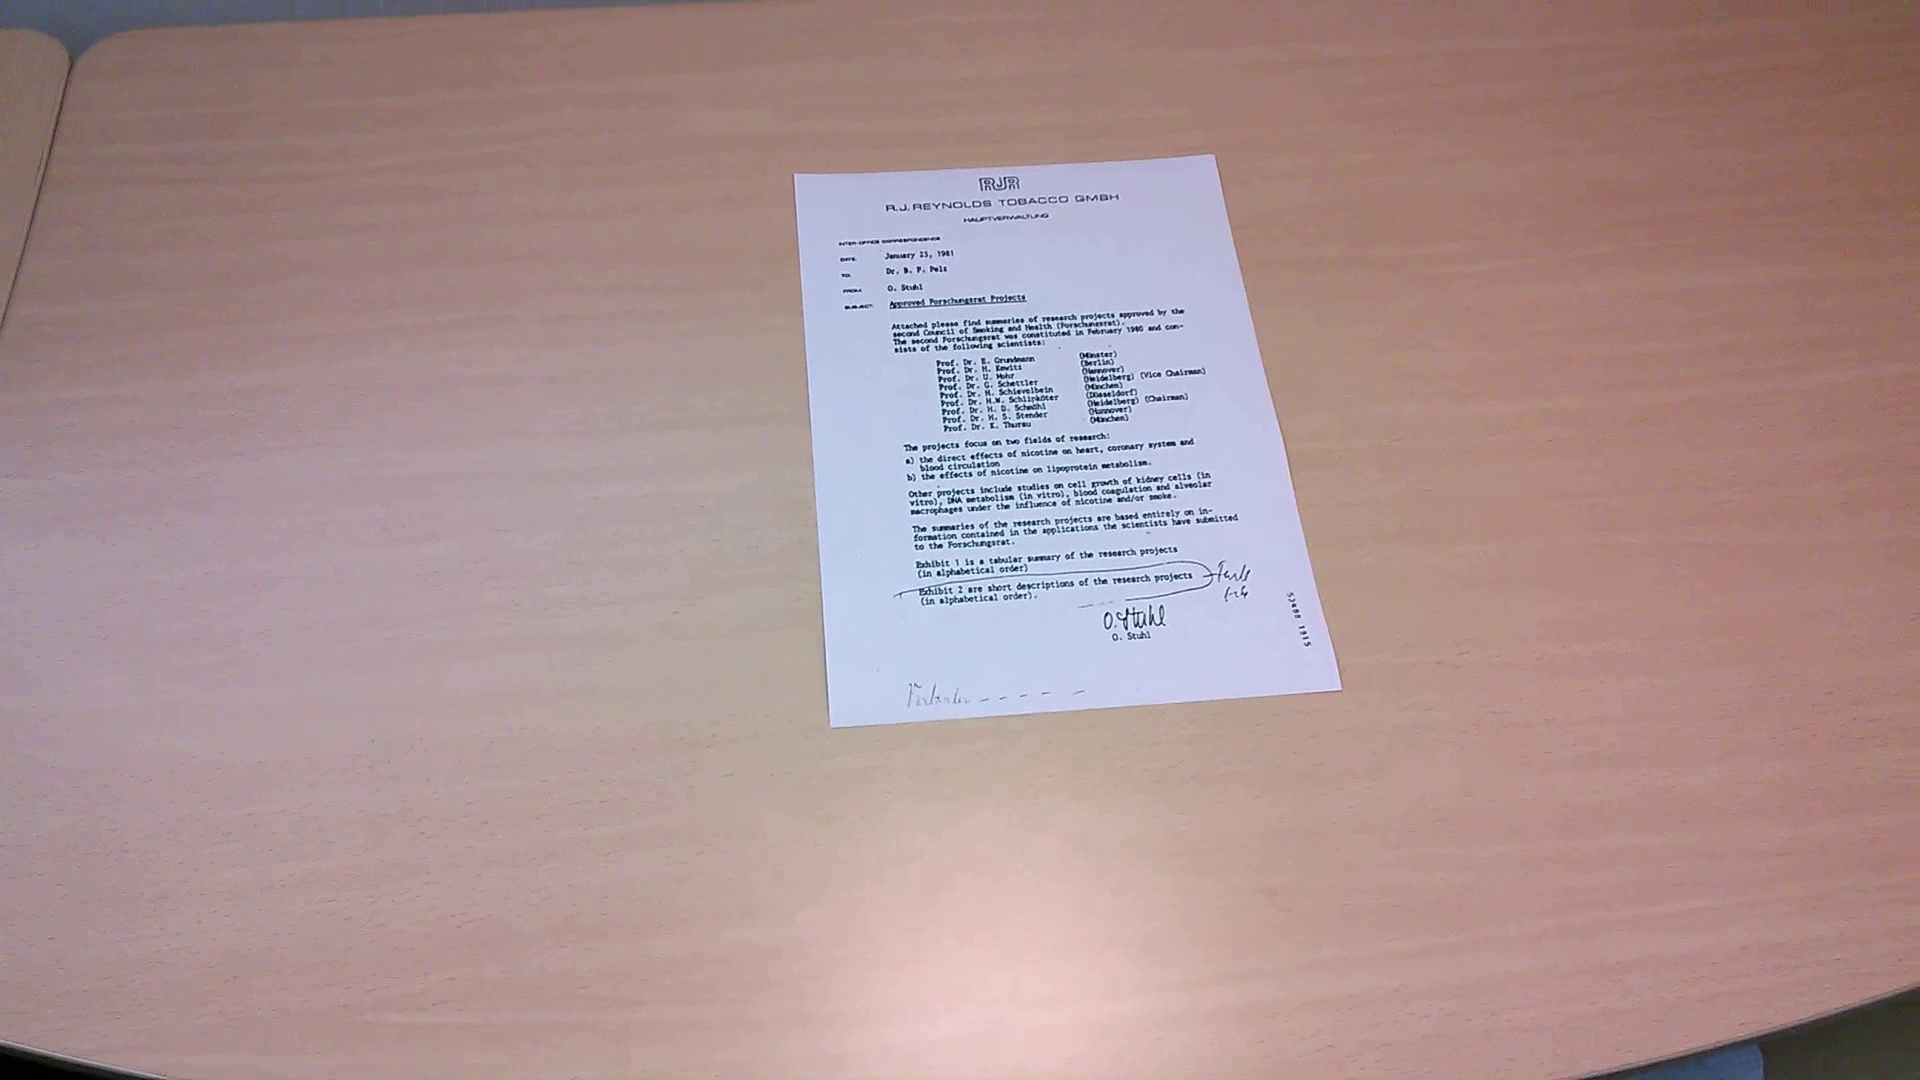 RJR
R.J. REYNOLDS TOBACCO GMBH
HAUPTVERWALTUNG
INTER-OFFICE CORRESPONDENCE
DATE: January 23, 1981
TO: Dr. B. F. Pelz
FROM: O. Stuhl
SUBJECT: Approved Forschungsrat Projects
Attached please find summaries of research projects approved by the
second Council of Smoking and Health (Forschungsrat).
The second Forschungsrat was constituted in February 1980 and con-
sists of the following scientists:
Prof. Dr. E. Grundmann (Münster)
Prof. Dr. H. Kewitz (Berlin)
Prof. Dr. U. Mohr (Hannover)
Prof. Dr. G. Schettler (Heidelberg) (Vice Chairman)
Prof. Dr. H. Schievelbein (München)
Prof. Dr. H.W. Schlipköter (Düsseldorf)
Prof. Dr. H. D. Schmähl (Heidelberg) (Chairman)
Prof. Dr. H. S. Stender (Hannover)
Prof. Dr. K. Thurau (München)
The projects focus on two fields of research:
a) the direct effects of nicotine on heart, coronary system and
blood circulation
b) the effects of nicotine on lipoprotein metabolism.
Other projects include studies on cell growth of kidney cells (in
vitro), DNA metabolism (in vitro), blood coagulation and alveolar
macrophages under the influence of nicotine and/or smoke.
The summaries of the research projects are based entirely on in-
formation contained in the applications the scientists have submitted
to the Forschungsrat.
Exhibit 1 is a tabular summary of the research projects
(in alphabetical order)
Exhibit 2 are short descriptions of the research projects
(in alphabetical order).
O. Stuhl
O. Stuhl